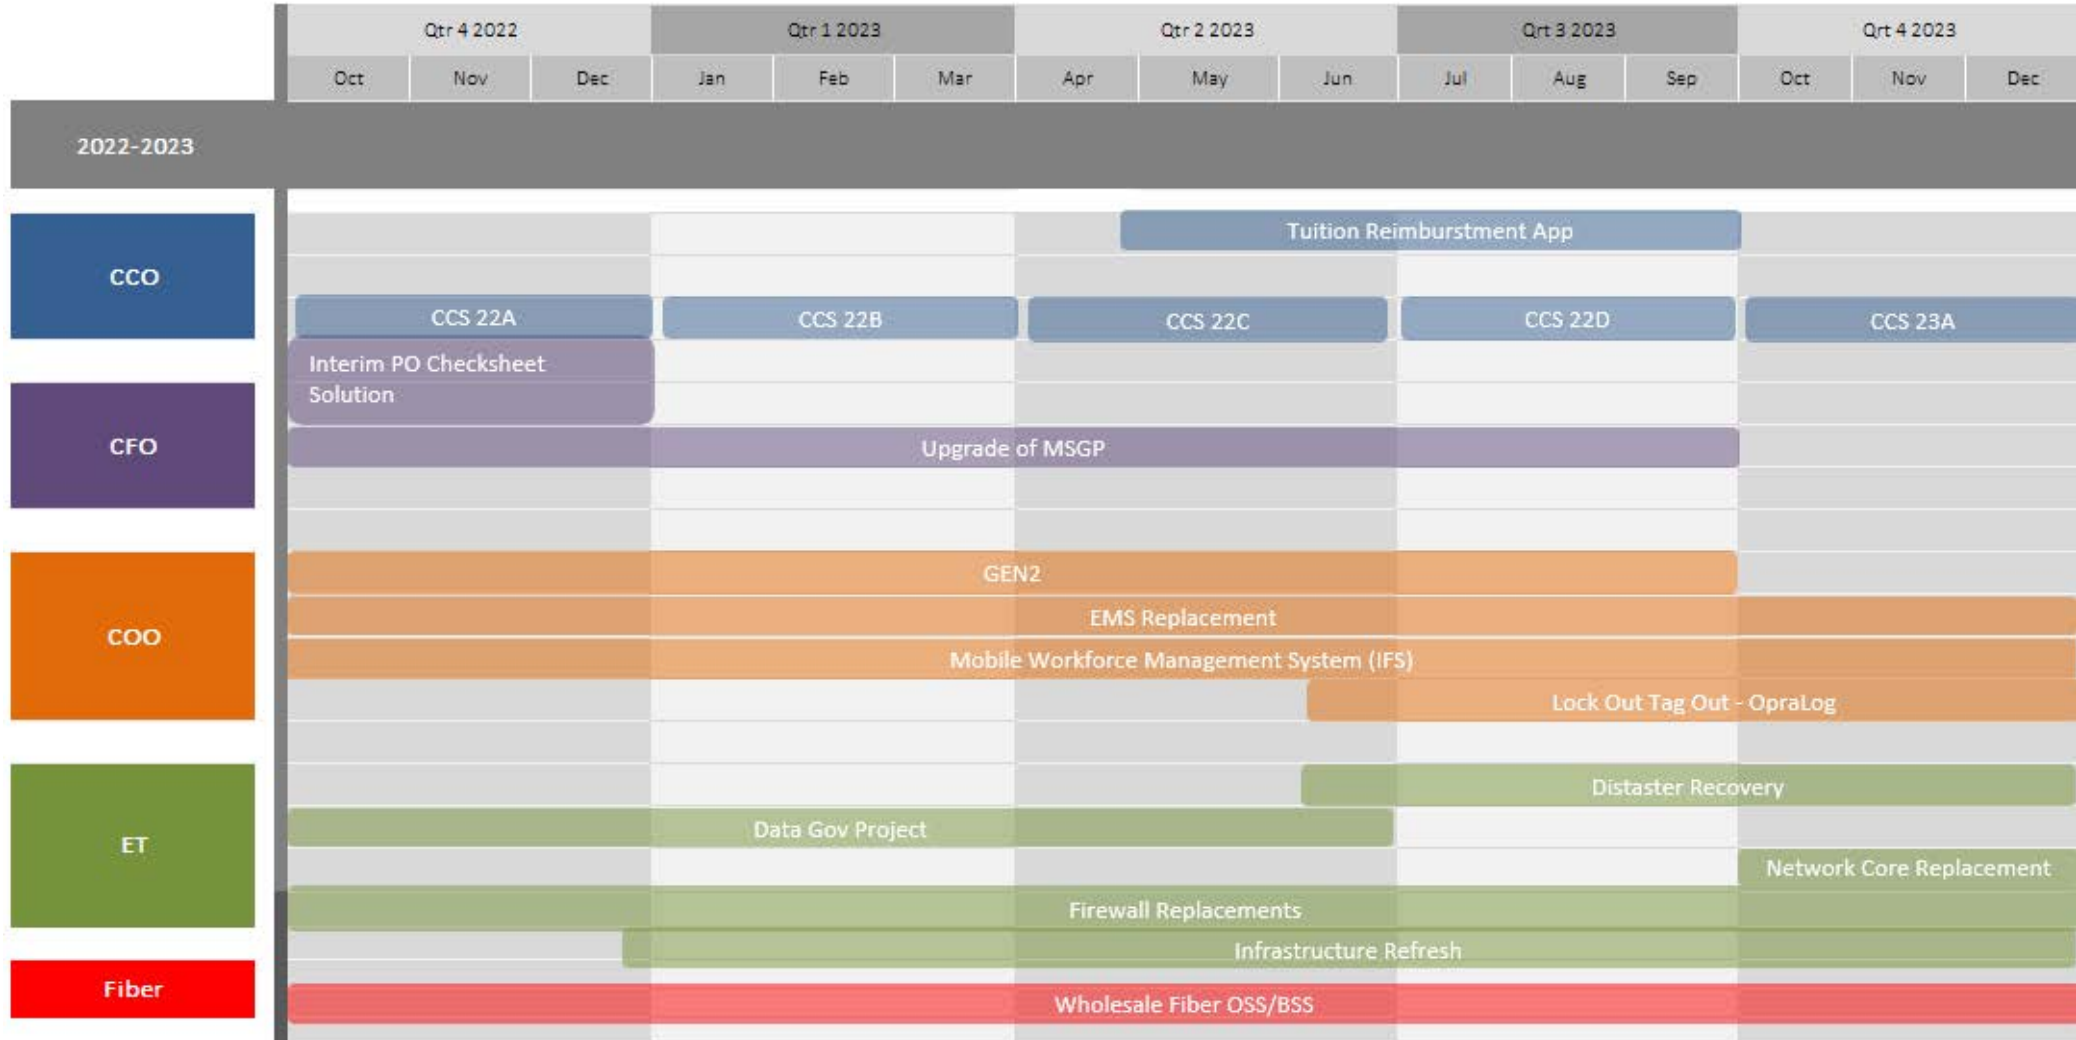 Qtr 4 2022
Qtr 1 2023
Qtr 2 2023
Qrt 3 2023
Qrt 4 2023
Oct
Nov
Dec
Jan
Feb
Mar
Apr
May
Jun
Jul
Aug
Sep
Oct
Nov
Dec
2022-2023
CCO
Tuition Reimburstment App
CCS 22A
CCS 22B
CCS 22C
CCS 22D
CCS 23A
Interim PO Checksheet
Solution
CFO
Upgrade of MSGP
COO
GEN2
EMS Replacement
Mobile Workforce Management System (IFS)
Lock Out Tag Out - OpraLog
ET
Distaster Recovery
Data Gov Project
Network Core Replacement
Firewall Replacements
Infrastructure Refresh
Fiber
Wholesale Fiber OSS/BSS